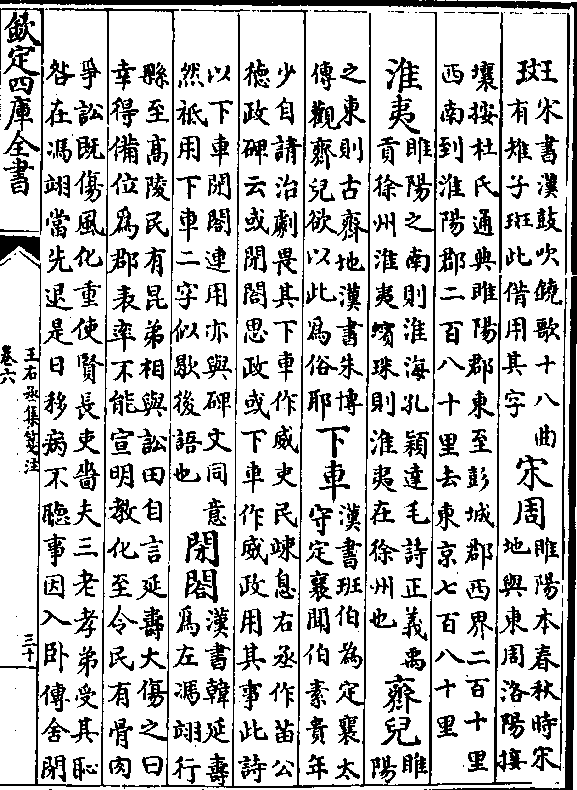 斑宋書漢鼓吹鐃歌十八曲
有雉子斑此借用其字
宋周
睢陽本春秋時宋
地與東周洛陽接
壤按杜氏通典睢陽郡東至彭城郡西界二百十里
西南到淮陽郡二百八十里去東京七百八十里
淮夷
睢陽之南則淮海孔穎達毛詩正義禹
貢徐州淮夷蠙珠則淮夷在徐州也
齊兒
睢
陽
之東則古齊地漢書朱博
傳觀齊兒欲以此爲俗耶
下車
漢書班伯為定襄太
守定襄聞伯素貴年
少自請治劇畏其下車作威吏民竦息右丞作苗公
徳政碑云或閉閤思政或下車作威政用其事此詩
以下車閉閤連用亦與碑文同意
然祇用下車二字似歇後語也
閉閤
漢書韓延壽
爲左馮翊行
縣至髙陵民有昆弟相與訟田自言延壽大傷之曰
幸得備位爲郡表率不能宣明教化至令民有骨肉
爭訟既傷風化重使賢長吏嗇夫三老孝弟受其恥
咎在馮翊當先退是日移病不聽事因入卧傳舍閉
欽定四庫全書
王右丞集箋注
卷六
三十